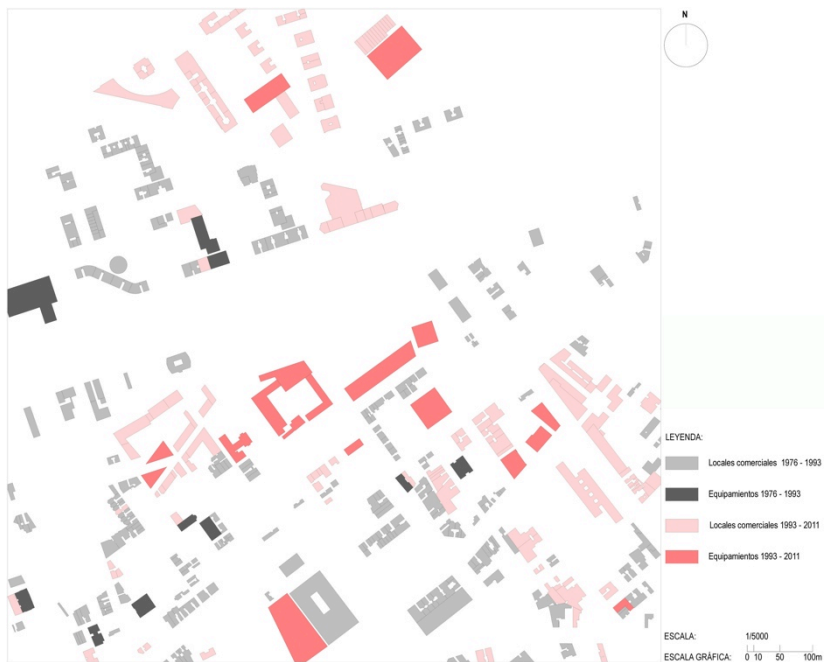 N
LEYENDA:
Locales comerciales 1976 - 1993
Equipamientos 1976 - 1993
Locales comerciales 1993 - 2011
Equipamientos 1993 - 2011
ESCALA: 1/5000
ESCALA GRÁFICA: 0 10 50 100m